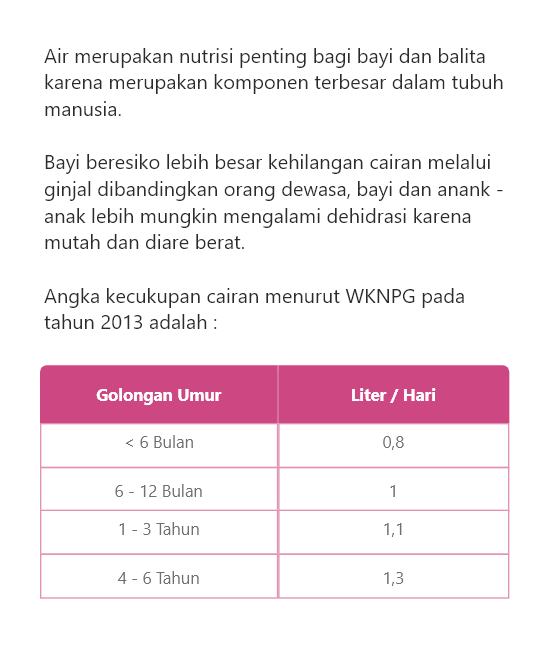 Air merupakan nutrisi penting bagi bayi dan balita
karena merupakan komponen terbesar dalam tubuh
manusia.
Bayi beresiko lebih besar kehilangan cairan melalui
ginjal dibandingkan orang dewasa, bayi dan anank -
anak lebih mungkin mengalami dehidrasi karena
mutah dan diare berat.
Angka kecukupan cairan menurut WKNPG pada
tahun 2013 adalah :
Golongan Umur Liter / Hari
< 6 Bulan 0,8
6 - 12 Bulan 1
1 - 3 Tahun 1,1
4 - 6 Tahun 1,3